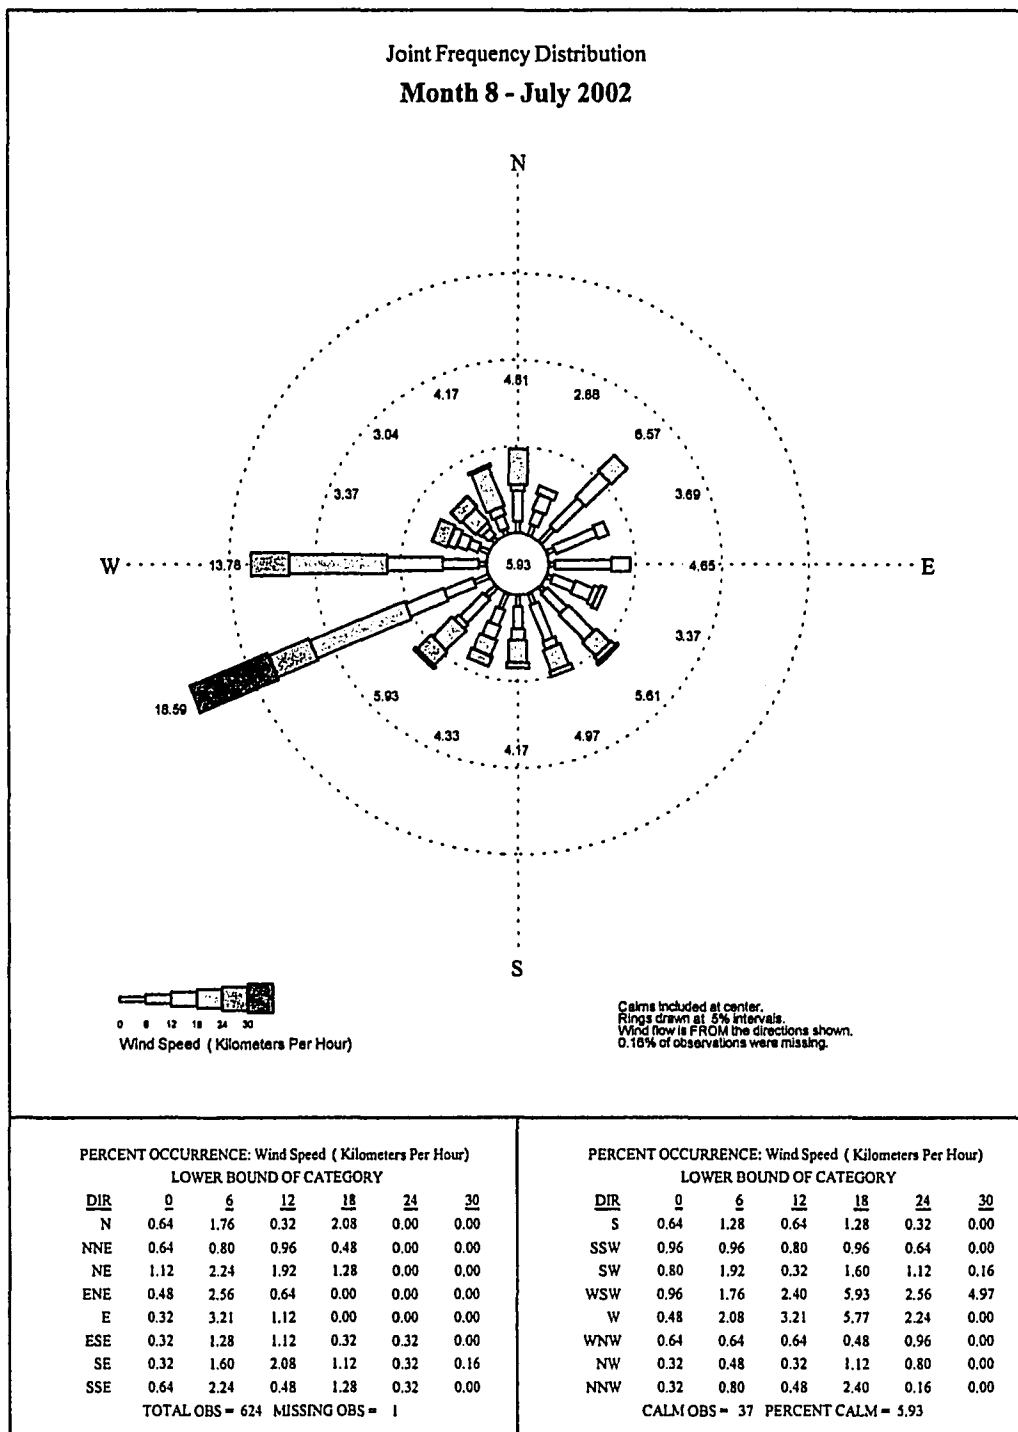 Joint Frequency Distribution
Month 8 - July 2002
N
4.81
4.17
2.88
3.04
6.57
3.37
3.69
W
13.78
5.93
4.65
E
3.37
18.59
5.93
5.61
4.33
4.97
4.17
S
0 6 12 18 24 30
Wind Speed ( Kilometers Per Hour)
Calms included at center.
Rings drawn at 5% intervals.
Wind flow is FROM the directions shown.
0.16% of observations were missing.
PERCENT OCCURRENCE: Wind Speed ( Kilometers Per Hour)
LOWER BOUND OF CATEGORY
DIR 0 6 12 18 24 30
N 0.64 1.76 0.32 2.08 0.00 0.00
NNE 0.64 0.80 0.96 0.48 0.00 0.00
NE 1.12 2.24 1.92 1.28 0.00 0.00
ENE 0.48 2.56 0.64 0.00 0.00 0.00
E 0.32 3.21 1.12 0.00 0.00 0.00
ESE 0.32 1.28 1.12 0.32 0.32 0.00
SE 0.32 1.60 2.08 1.12 0.32 0.16
SSE 0.64 2.24 0.48 1.28 0.32 0.00
TOTAL OBS = 624 MISSING OBS = 1
PERCENT OCCURRENCE: Wind Speed ( Kilometers Per Hour)
LOWER BOUND OF CATEGORY
DIR 0 6 12 18 24 30
S 0.64 1.28 0.64 1.28 0.32 0.00
SSW 0.96 0.96 0.80 0.96 0.64 0.00
SW 0.80 1.92 0.32 1.60 1.12 0.16
WSW 0.96 1.76 2.40 5.93 2.56 4.97
W 0.48 2.08 3.21 5.77 2.24 0.00
WNW 0.64 0.64 0.64 0.48 0.96 0.00
NW 0.32 0.48 0.32 1.12 0.80 0.00
NNW 0.32 0.80 0.48 2.40 0.16 0.00
CALM OBS = 37 PERCENT CALM = 5.93